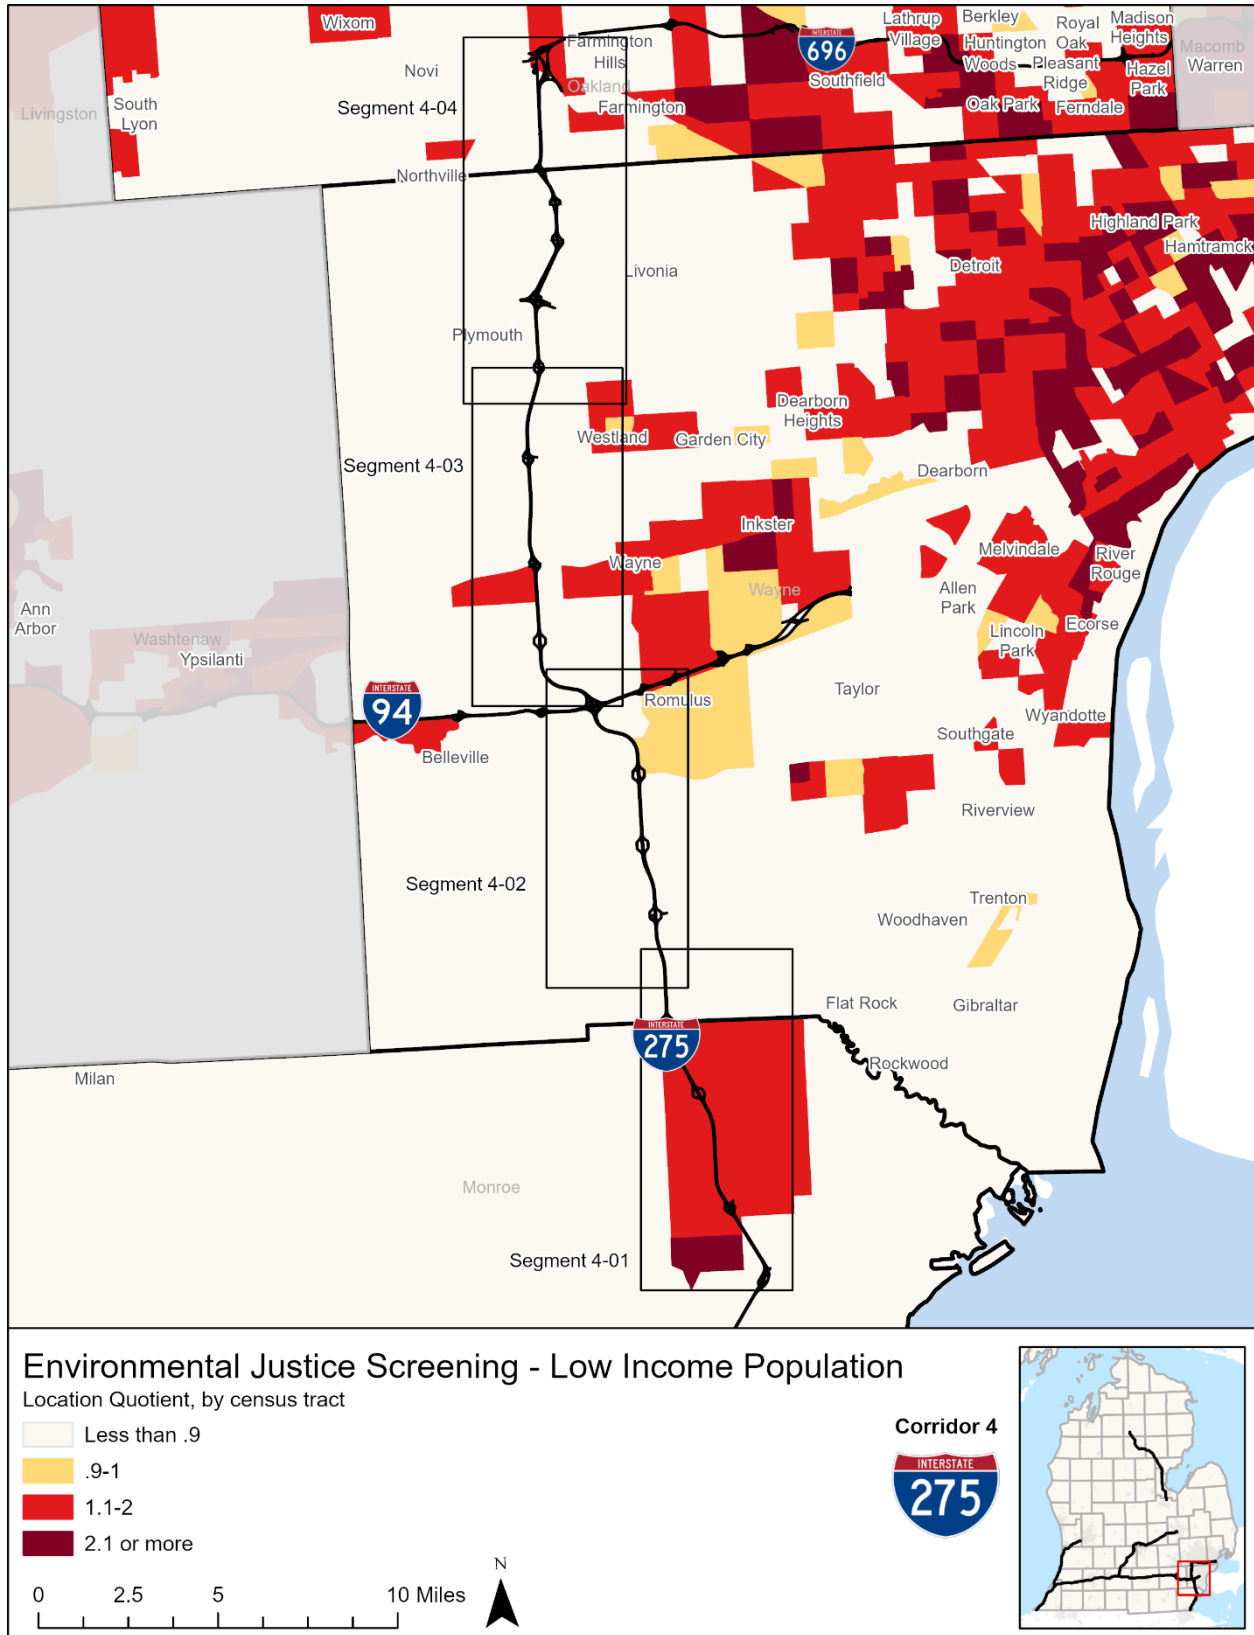 Wixom
Novi
Livingston
South
Lyon
Segment 4-04
Farmington
Hills
Oakland
Farmington
INTERSTATE
696
Southfield
Lathrup
Village
Berkley
Huntington
Woods
Royal
Oak
Pleasant
Ridge
Madison
Heights
Hazel
Park
Macomb
Warren
Oak Park
Ferndale
Northville
Highland Park
Hamtramck
Detroit
Livonia
Plymouth
Dearborn
Heights
Westland
Garden City
Segment 4-03
Dearborn
Inkster
Wayne
Wayne
Melvindale
River
Rouge
Allen
Park
Ecorse
Lincoln
Park
Ann
Arbor
Washtenaw
Ypsilanti
INTERSTATE
94
Belleville
Romulus
Taylor
Wyandotte
Southgate
Riverview
Segment 4-02
Trenton
Woodhaven
Flat Rock
Gibraltar
INTERSTATE
275
Rockwood
Milan
Monroe
Segment 4-01
Environmental Justice Screening - Low Income Population
Location Quotient, by census tract
Less than .9
.9-1
1.1-2
2.1 or more
0 2.5 5 10 Miles
N
Corridor 4
INTERSTATE
275